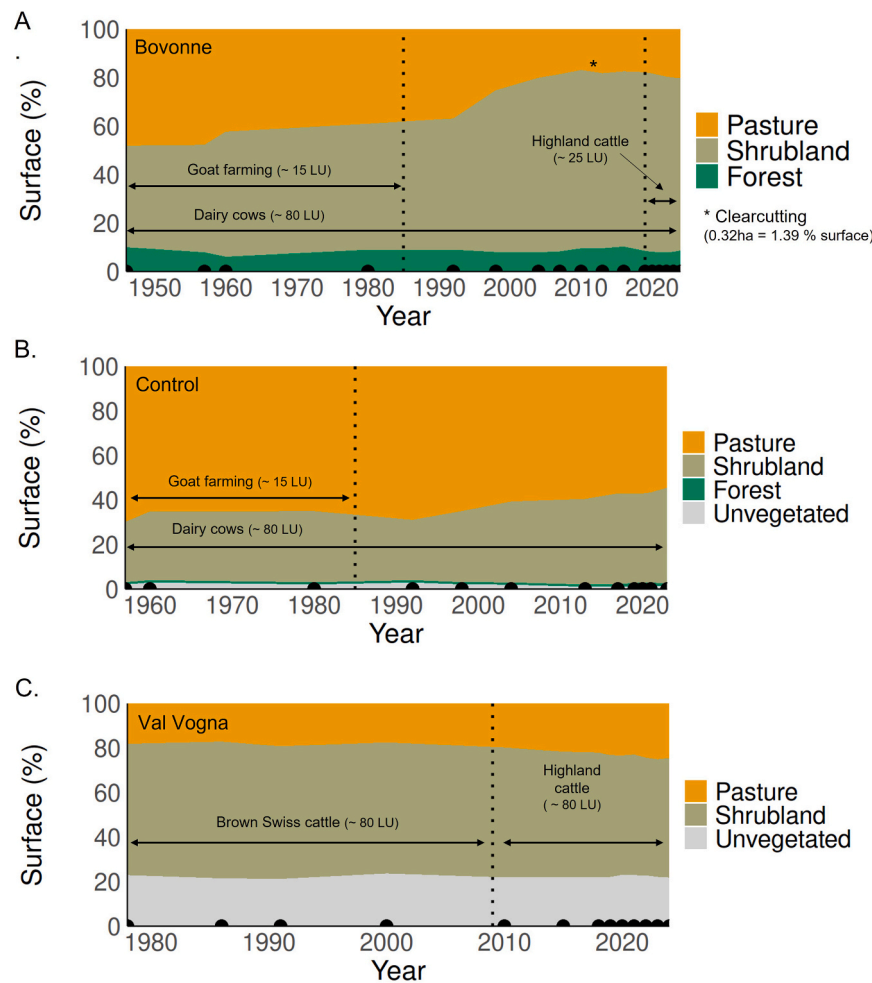 A
.
Bovonne
100
80
60
40
20
0
Surface (%)
Goat farming (~ 15 LU)
Dairy cows (~ 80 LU)
*
Highland cattle
(~ 25 LU)
1950
1960
1970
1980
1990
2000
2010
2020
Year
Pasture
Shrubland
Forest
* Clearcutting
(0.32ha = 1.39 % surface)
B.
Control
100
80
60
40
20
0
Surface (%)
Goat farming (~ 15 LU)
Dairy cows (~ 80 LU)
1960
1970
1980
1990
2000
2010
2020
Year
Pasture
Shrubland
Forest
Unvegetated
C.
Val Vogna
100
80
60
40
20
0
Surface (%)
Brown Swiss cattle (~ 80 LU)
Highland
cattle
(~ 80 LU)
1980
1990
2000
2010
2020
Year
Pasture
Shrubland
Unvegetated